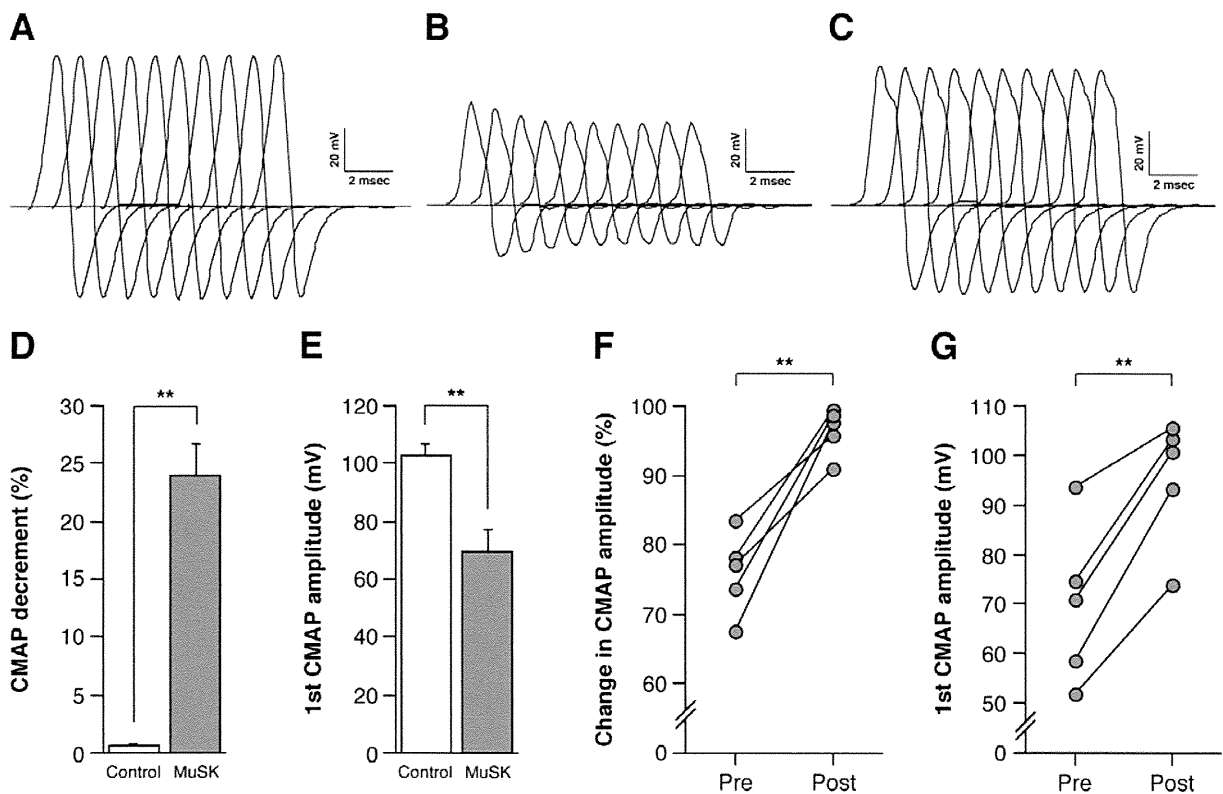 A
B
C
20 mV
2 msec
20 mV
2 msec
20 mV
2 msec
D
E
F
G
**
**
**
**
CMAP decrement (%)
30
25
20
15
10
5
0
Control
MuSK
1st CMAP amplitude (mV)
120
100
80
60
40
20
0
Control
MuSK
Change in CMAP amplitude (%)
100
90
80
70
60
0
Pre
Post
1st CMAP amplitude (mV)
110
100
90
80
70
60
50
0
Pre
Post